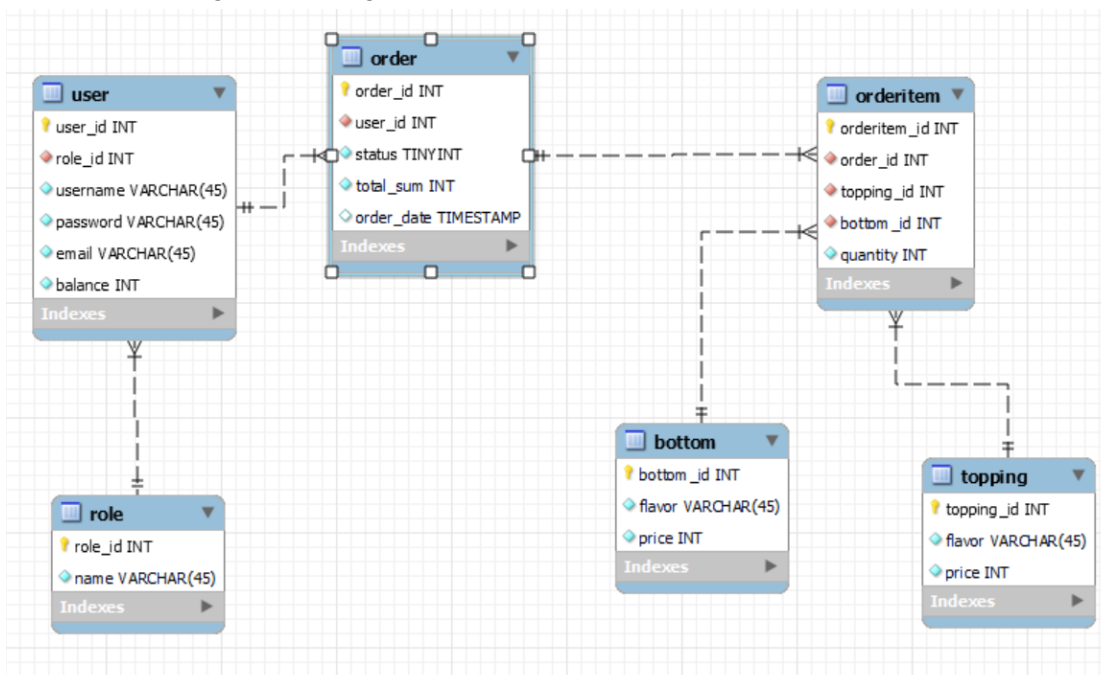 order
order_id INT
user_id INT
status TINYINT
total_sum INT
order_date TIMESTAMP
Indexes
user
user_id INT
role_id INT
username VARCHAR(45)
password VARCHAR(45)
email VARCHAR(45)
balance INT
Indexes
orderitem
orderitem_id INT
order_id INT
topping_id INT
bottom_id INT
quantity INT
Indexes
role
role_id INT
name VARCHAR(45)
Indexes
bottom
bottom_id INT
flavor VARCHAR(45)
price INT
Indexes
topping
topping_id INT
flavor VARCHAR(45)
price INT
Indexes